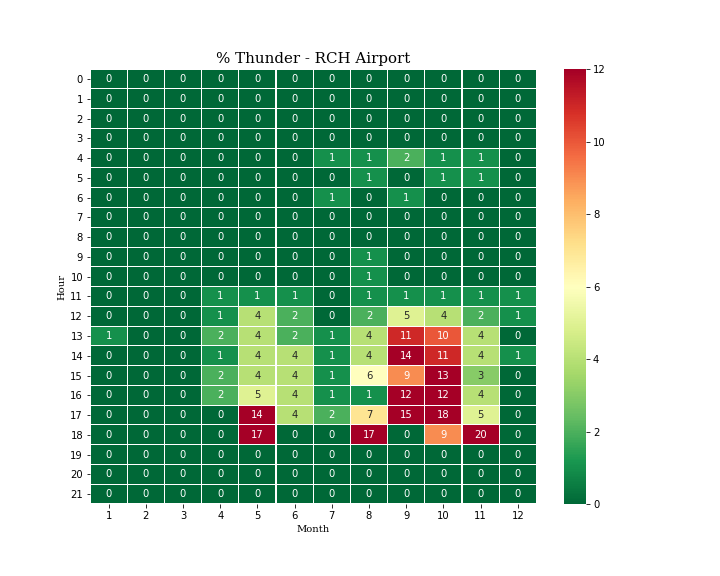 % Thunder - RCH Airport
0 0 0 0 0 0 0 0 0 0 0 0 0
1 0 0 0 0 0 0 0 0 0 0 0 0
2 0 0 0 0 0 0 0 0 0 0 0 0
3 0 0 0 0 0 0 0 0 0 0 0 0
4 0 0 0 0 0 0 1 1 2 1 1 0
5 0 0 0 0 0 0 0 1 0 1 1 0
6 0 0 0 0 0 0 1 0 1 0 0 0
7 0 0 0 0 0 0 0 0 0 0 0 0
8 0 0 0 0 0 0 0 0 0 0 0 0
9 0 0 0 0 0 0 0 1 0 0 0 0
10 0 0 0 0 0 0 0 1 0 0 0 0
11 0 0 0 1 1 1 0 1 1 1 1 1
12 0 0 0 1 4 2 0 2 5 4 2 1
13 1 0 0 2 4 2 1 4 11 10 4 0
14 0 0 0 1 4 4 1 4 14 11 4 1
15 0 0 0 2 4 4 1 6 9 13 3 0
16 0 0 0 2 5 4 1 1 12 12 4 0
17 0 0 0 0 14 4 2 7 15 18 5 0
18 0 0 0 0 17 0 0 17 0 9 20 0
19 0 0 0 0 0 0 0 0 0 0 0 0
20 0 0 0 0 0 0 0 0 0 0 0 0
21 0 0 0 0 0 0 0 0 0 0 0 0
1 2 3 4 5 6 7 8 9 10 11 12
Month
Hour
12
10
8
6
4
2
0